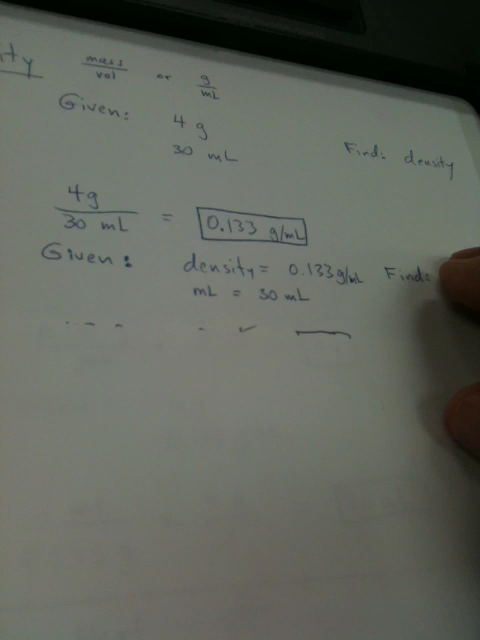 ity mass/vol or g/mL
Given: 4 g
30 mL Find: density
4g/30 mL = 0.133 g/mL
Given: density = 0.133 g/mL Find:
mL = 30 mL